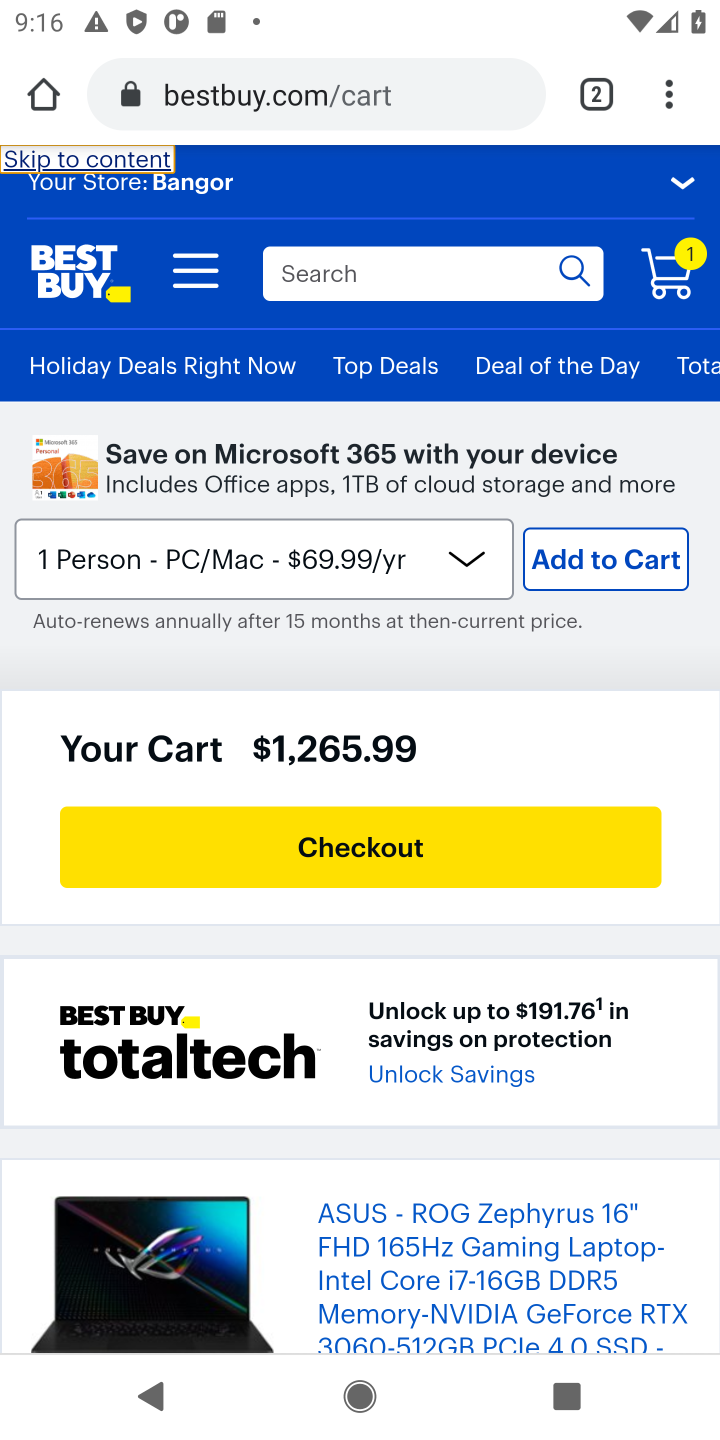 9:16
bestbuy.com/cart
2
Skip to content
Your Store: Bangor
BEST BUY
Search
1
Holiday Deals Right Now Top Deals Deal of the Day Tota
Save on Microsoft 365 with your device
Includes Office apps, 1TB of cloud storage and more
1 Person - PC/Mac - $69.99/yr
Add to Cart
Auto-renews annually after 15 months at then-current price.
Your Cart $1,265.99
Checkout
BEST BUY
totaltech™
Unlock up to $191.76¹ in
savings on protection
Unlock Savings
ASUS - ROG Zephyrus 16"
FHD 165Hz Gaming Laptop-
Intel Core i7-16GB DDR5
Memory-NVIDIA GeForce RTX
3060-512GB PCIe 4.0 SSD -